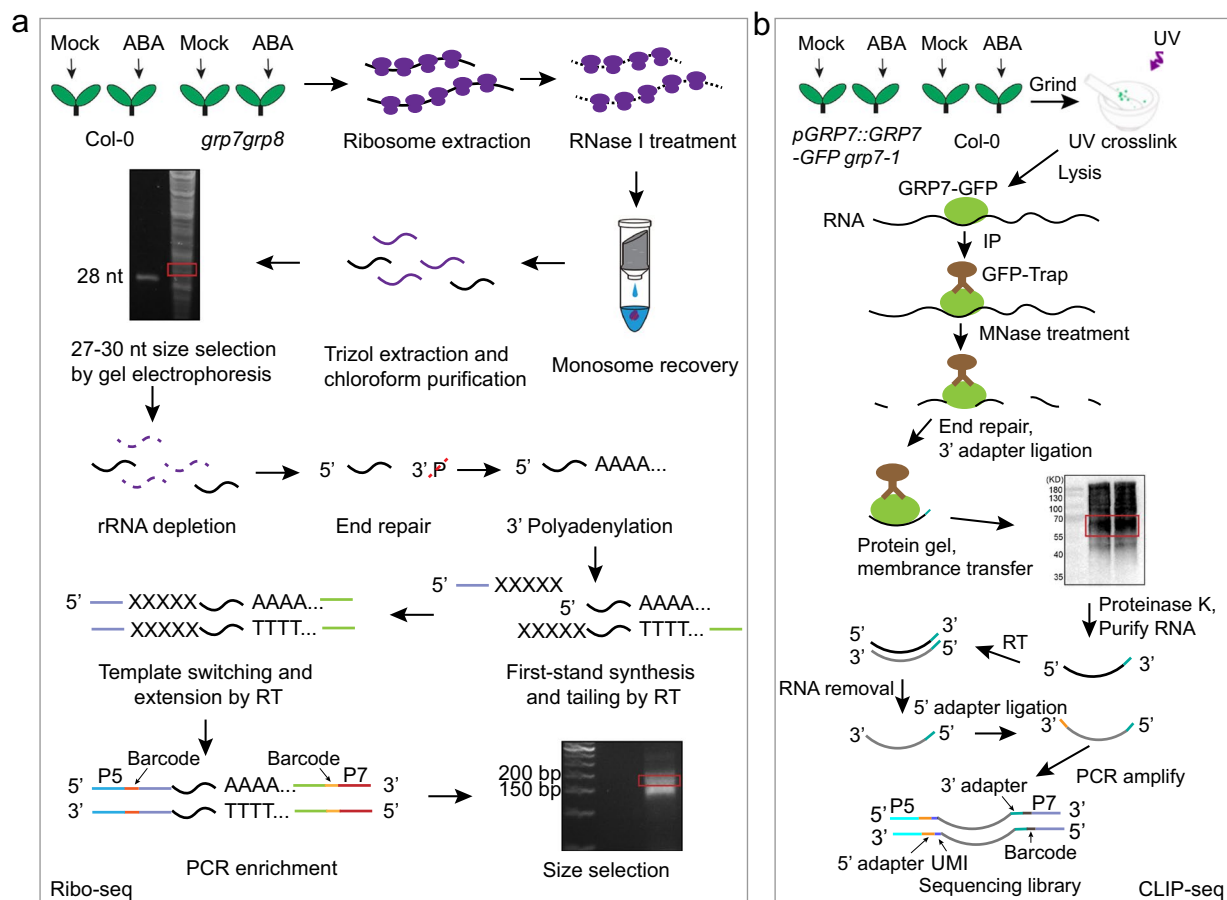 a
Mock
ABA
Mock
ABA
Col-0
grp7grp8
Ribosome extraction
RNase I treatment
28 nt
27-30 nt size selection
by gel electrophoresis
Trizol extraction and
chloroform purification
Monosome recovery
rRNA depletion
5’
3’ P
End repair
5’
AAAA...
3’ Polyadenylation
5’
XXXXX
5’
AAAA...
XXXXX
TTTT...
First-stand synthesis
and tailing by RT
5’
XXXXX
AAAA...
XXXXX
TTTT...
Template switching and
extension by RT
Barcode
Barcode
P5
P7
5’
AAAA...
3’
3’
TTTT...
5’
PCR enrichment
200 bp
150 bp
Size selection
Ribo-seq
b
Mock
ABA
Mock
ABA
UV
Grind
pGRP7::GRP7
-GFP grp7-1
Col-0
UV crosslink
Lysis
GRP7-GFP
RNA
IP
GFP-Trap
MNase treatment
End repair,
3’ adapter ligation
(KD)
180
130
100
70
55
40
35
Protein gel,
membrance transfer
Proteinase K,
Purify RNA
5’
3’
RT
5’
3’
3’
5’
RNA removal
3’
5’
5’ adapter ligation
3’
5’
PCR amplify
3’ adapter
5’
P5
P7
3’
3’
5’
5’ adapter
UMI
Barcode
Sequencing library
CLIP-seq